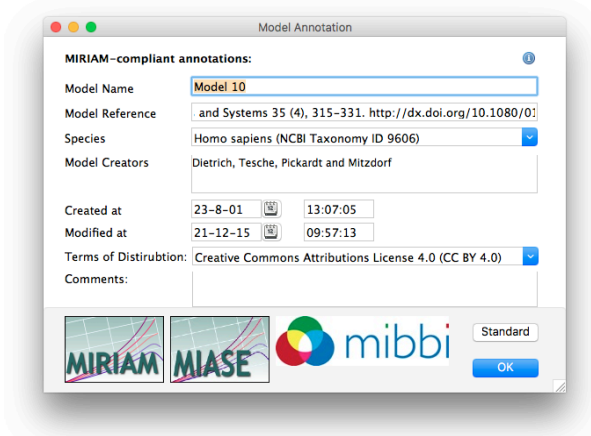 Model Annotation
MIRIAM-compliant annotations:
Model Name Model 10
Model Reference and Systems 35 (4), 315-331. http://dx.doi.org/10.1080/01
Species Homo sapiens (NCBI Taxonomy ID 9606)
Model Creators Dietrich, Tesche, Pickardt and Mitzdorf
Created at 23-8-01 13:07:05
Modified at 21-12-15 09:57:13
Terms of Distirubtion: Creative Commons Attributions License 4.0 (CC BY 4.0)
Comments:
MIRIAM MIASE mibbi Standard
OK